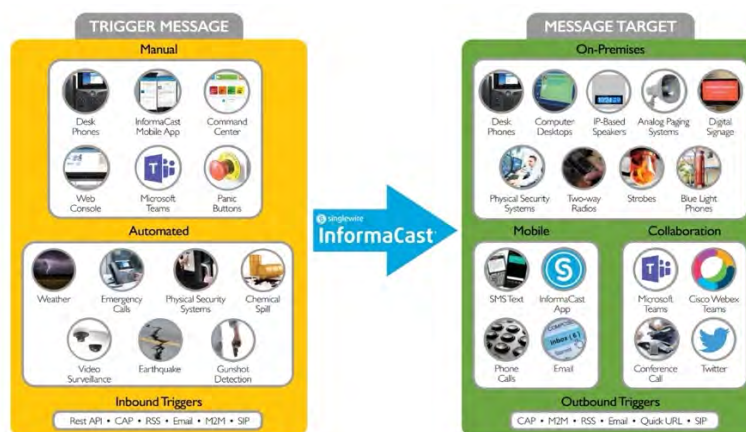 TRIGGER MESSAGE
Manual
Desk Phones
InformaCast Mobile App
Command Center
Web Console
Microsoft Teams
Panic Buttons
Automated
Weather
Emergency Calls
Physical Security Systems
Chemical Spill
Video Surveillance
Earthquake
Gunshot Detection
Inbound Triggers
Rest API • CAP • RSS • Email • M2M • SIP
singlewire
InformaCast
MESSAGE TARGET
On-Premises
Desk Phones
Computer Desktops
IP-Based Speakers
Analog Paging Systems
Digital Signage
Physical Security Systems
Two-way Radios
Strobes
Blue Light Phones
Mobile
SMS Text
InformaCast App
Phone Calls
Inbox (6)
Email
Collaboration
Microsoft Teams
Cisco Webex Teams
Conference Call
Twitter
Outbound Triggers
CAP • M2M • RSS • Email • Quick URL • SIP